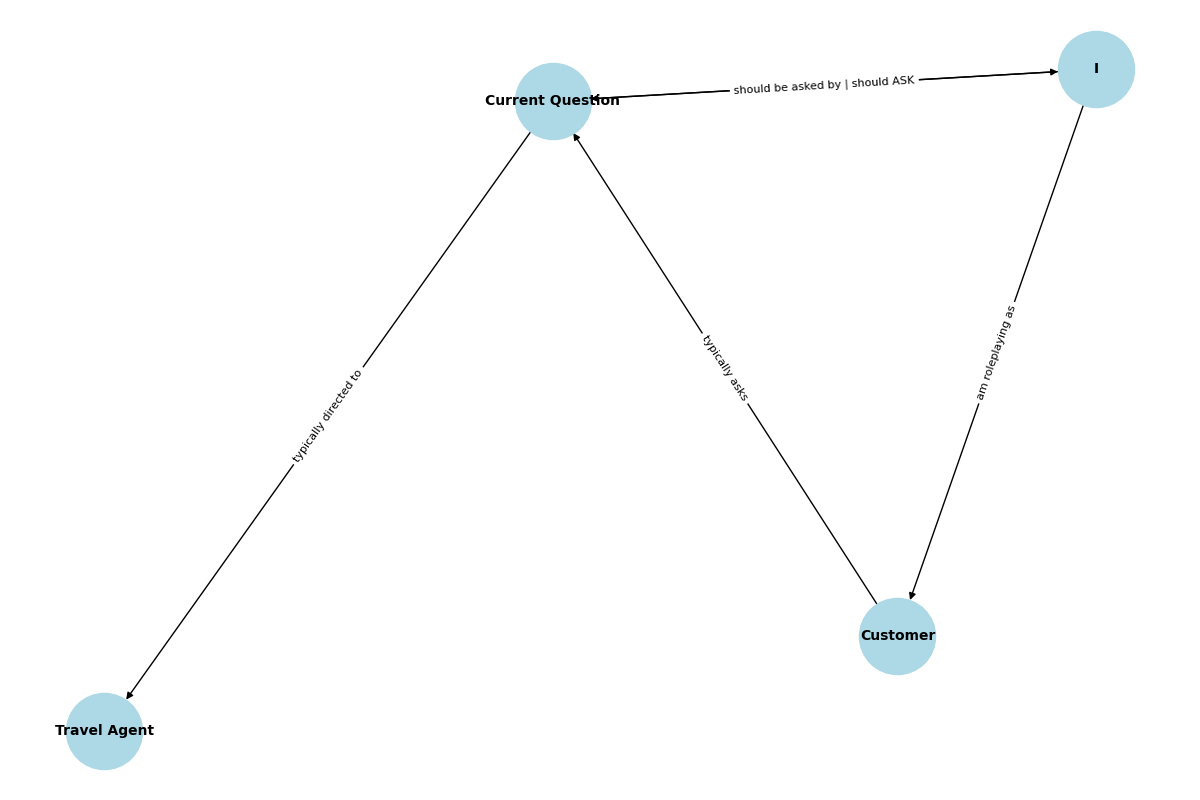 I
should be asked by | should ASK
Current Question
am roleplaying as
typically asks
typically directed to
Customer
Travel Agent